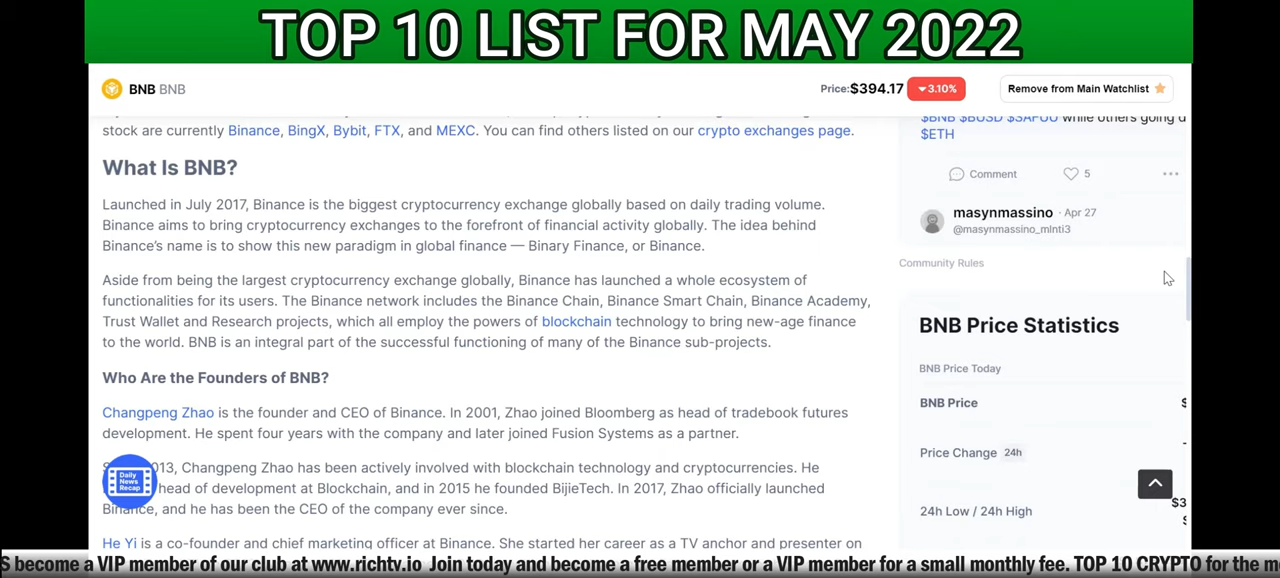 TOP 10 LIST FOR MAY 2022
BNB BNB
Price:$394.17 3.10%
Remove from Main Watchlist
stock are currently Binance, BingX, Bybit, FTX, and MEXC. You can find others listed on our crypto exchanges page.
What Is BNB?
Launched in July 2017, Binance is the biggest cryptocurrency exchange globally based on daily trading volume.
Binance aims to bring cryptocurrency exchanges to the forefront of financial activity globally. The idea behind
Binance's name is to show this new paradigm in global finance — Binary Finance, or Binance.
Aside from being the largest cryptocurrency exchange globally, Binance has launched a whole ecosystem of
functionalities for its users. The Binance network includes the Binance Chain, Binance Smart Chain, Binance Academy,
Trust Wallet and Research projects, which all employ the powers of blockchain technology to bring new-age finance
to the world. BNB is an integral part of the successful functioning of many of the Binance sub-projects.
Who Are the Founders of BNB?
Changpeng Zhao is the founder and CEO of Binance. In 2001, Zhao joined Bloomberg as head of tradebook futures
development. He spent four years with the company and later joined Fusion Systems as a partner.
013, Changpeng Zhao has been actively involved with blockchain technology and cryptocurrencies. He
head of development at Blockchain, and in 2015 he founded BijieTech. In 2017, Zhao officially launched
Binance, and he has been the CEO of the company ever since.
He Yi is a co-founder and chief marketing officer at Binance. She started her career as a TV anchor and presenter on
Daily
News
Recap
$BNB $BUSD $SAFUU while others going d
$ETH
Comment
5
masynmassino · Apr 27
@masynmassino_mlnti3
Community Rules
BNB Price Statistics
BNB Price Today
BNB Price
$
Price Change 24h
24h Low / 24h High
$3
S become a VIP member of our club at www.richtv.io Join today and become a free member or a VIP member for a small monthly fee. TOP 10 CRYPTO for the m